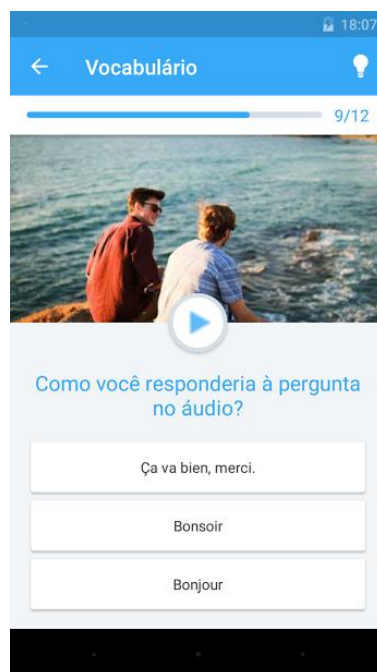 18:07
Vocabulário
9/12
Como você responderia à pergunta
no áudio?
Ça va bien, merci.
Bonsoir
Bonjour